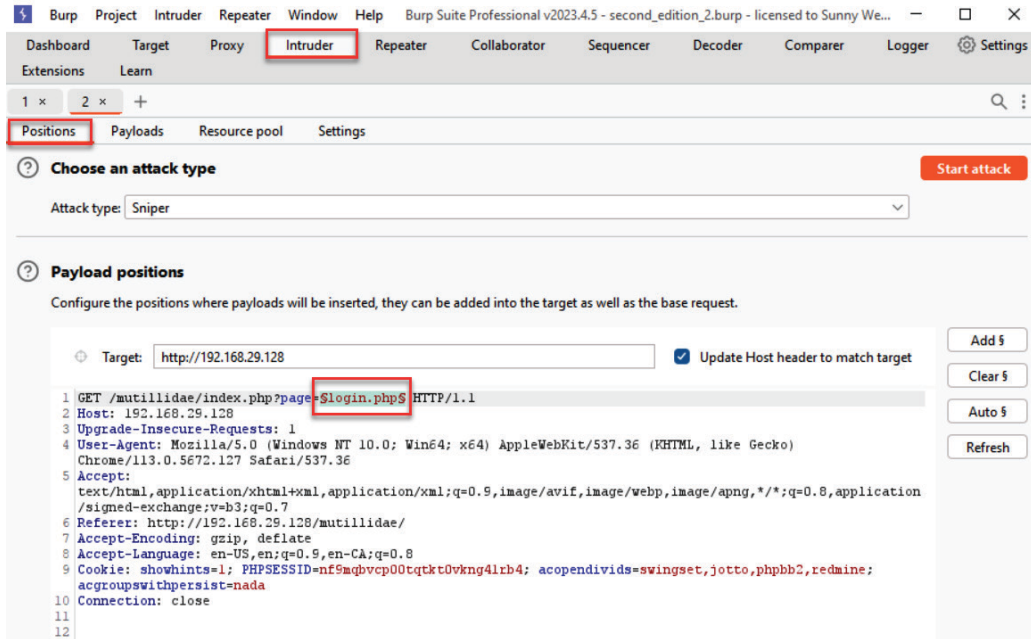 Burp Project Intruder Repeater Window Help Burp Suite Professional v2023.4.5 - second_edition_2.burp - licensed to Sunny We...
Dashboard Target Proxy Intruder Repeater Collaborator Sequencer Decoder Comparer Logger Settings
Extensions Learn
1 × 2 × +
Positions Payloads Resource pool Settings
? Choose an attack type Start attack
Attack type: Sniper
? Payload positions
Configure the positions where payloads will be inserted, they can be added into the target as well as the base request.
Target: http://192.168.29.128 Update Host header to match target Add §
Clear §
1 GET /mutillidae/index.php?page=§login.php§ HTTP/1.1
2 Host: 192.168.29.128 Auto §
3 Upgrade-Insecure-Requests: 1
4 User-Agent: Mozilla/5.0 (Windows NT 10.0; Win64; x64) AppleWebKit/537.36 (KHTML, like Gecko) Refresh
Chrome/113.0.5672.127 Safari/537.36
5 Accept:
text/html,application/xhtml+xml,application/xml;q=0.9,image/avif,image/webp,image/apng,*/*;q=0.8,application
/signed-exchange;v=b3;q=0.7
6 Referer: http://192.168.29.128/mutillidae/
7 Accept-Encoding: gzip, deflate
8 Accept-Language: en-US,en;q=0.9,en-CA;q=0.8
9 Cookie: showhints=1; PHPSESSID=nf9mqbvcp00tqtkt0vkng4lrb4; acopendivids=swingset,jotto,phpbb2,redmine;
acgroupswithpersist=nada
10 Connection: close
11
12